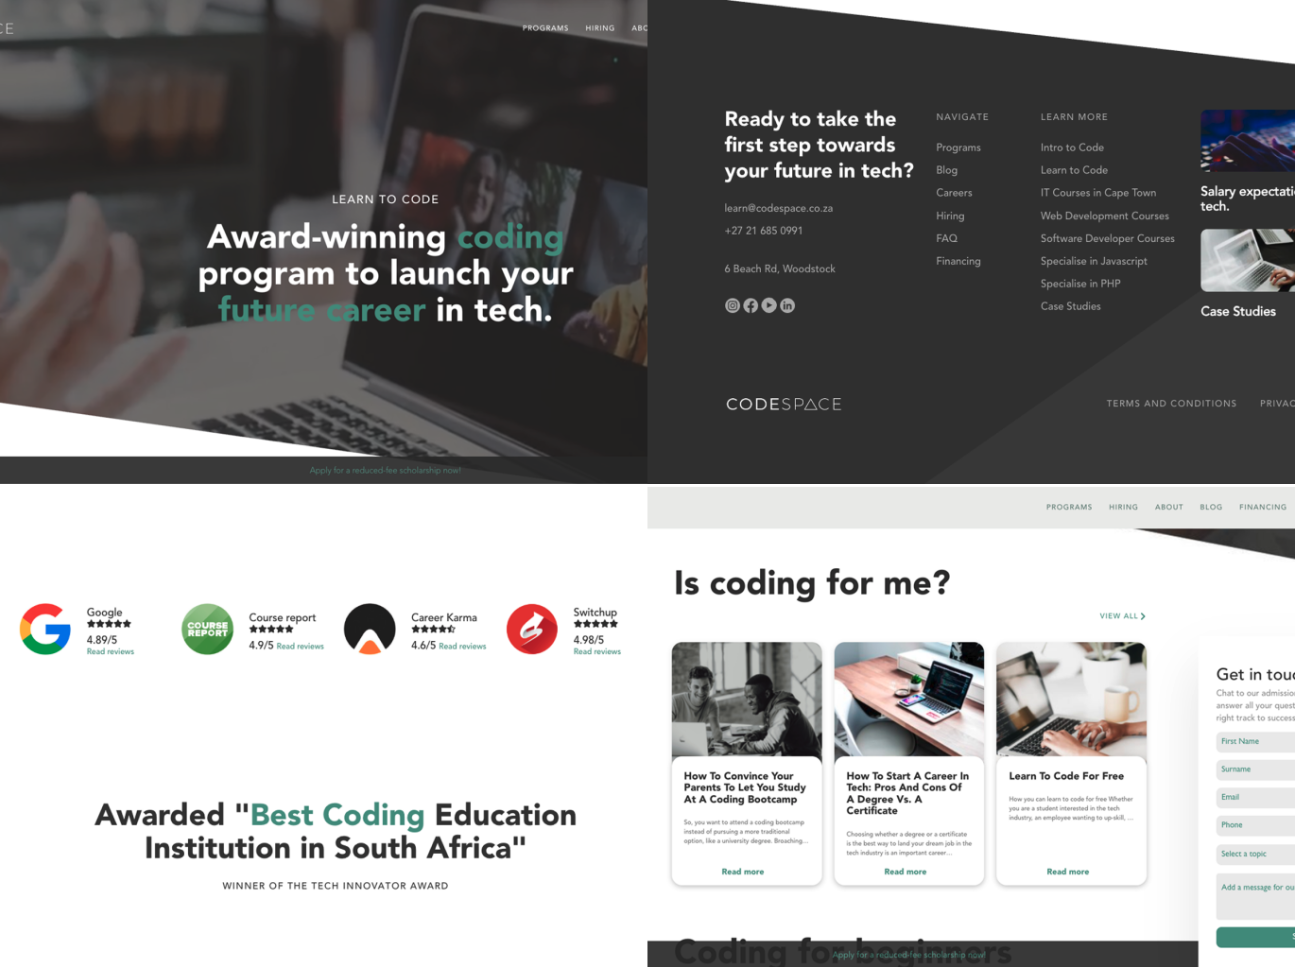 CE
PROGRAMS HIRING
LEARN TO CODE
Award-winning coding
program to launch your
future career in tech.
Apply for a reduced-fee scholarship now!
Ready to take the
first step towards
your future in tech?
learn@codespace.co.za
+27 21 685 0991
6 Beach Rd, Woodstock
NAVIGATE
Programs
Blog
Careers
Hiring
FAQ
Financing
LEARN MORE
Intro to Code
Learn to Code
IT Courses in Cape Town
Web Development Courses
Software Developer Courses
Specialise in Javascript
Specialise in PHP
Case Studies
Salary
tech.
Case Studies
CODESPACE
TERMS AND CONDITIONS
Google
4.89/5
Read reviews
COURSE
REPORT
Course report
4.9/5 Read reviews
Career Karma
4.6/5 Read reviews
Switchup
4.98/5
Read reviews
Awarded "Best Coding Education
Institution in South Africa"
WINNER OF THE TECH INNOVATOR AWARD
PROGRAMS HIRING ABOUT BLOG FINANCING
Is coding for me?
VIEW ALL
How To Convince Your
Parents To Let You Study
At A Coding Bootcamp
So, you want to attend a coding bootcamp
instead of pursuing a more traditional
option, like a university degree. Broaching...
Read more
How To Start A Career In
Tech: Pros And Cons Of
A Degree Vs. A
Certificate
Choosing whether a degree or a certificate
is the best way to land your dream job in the
tech industry is an important career...
Read more
Learn To Code For Free
How you can learn to code for free Whether
you are a student interested in the tech
industry, an employee wanting to up-skill, ...
Read more
Get in
Chat to our
answer all your
right track to success
First Name
Surname
Email
Phone
Select a topic
Add a message for
Coding for beginners
Apply for a reduced-fee scholarship now!